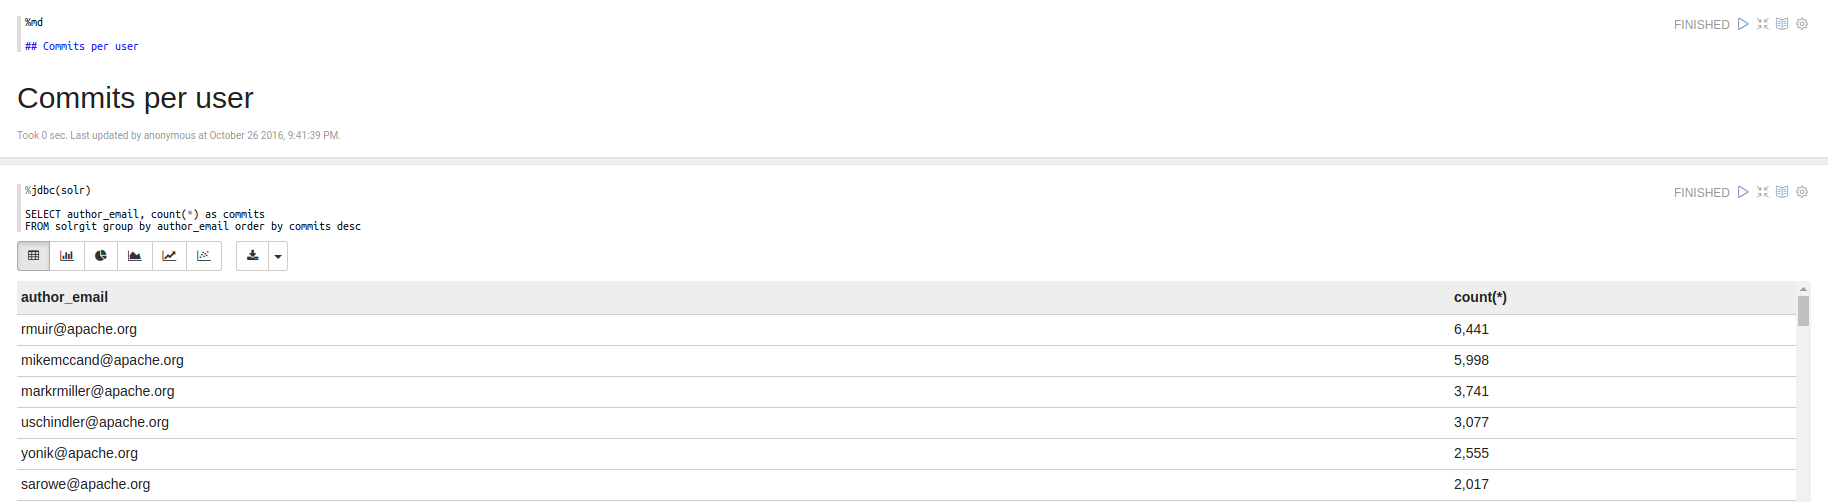 %md
FINISHED
## Commits per user
Commits per user
Took 0 sec. Last updated by anonymous at October 26 2016, 9:41:39 PM.
%jdbc(solr)
FINISHED
SELECT author_email, count(*) as commits
FROM solrgit group by author_email order by commits desc
author_email count(*)
rmuir@apache.org 6,441
mikemccand@apache.org 5,998
markrmiller@apache.org 3,741
uschindler@apache.org 3,077
yonik@apache.org 2,555
sarowe@apache.org 2,017